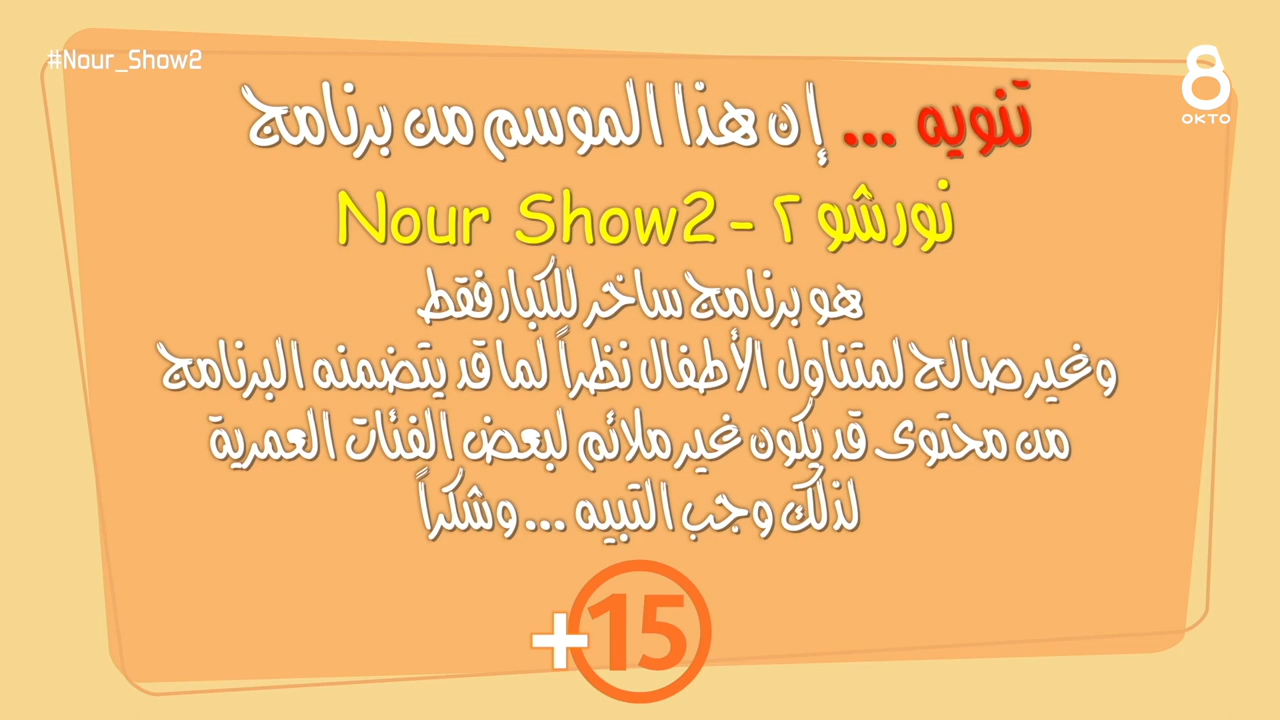 #Nour_Show2
8
OKTO
تنويه ... إن هذا الموسم من برنامج
نورشو ٢ - Nour Show2
هو برنامج ساخر للكبار فقط
وغير صالح لمتناول الأطفال نظراً لما قد يتضمنه البرنامج
من محتوى قد يكون غير ملائم لبعض الفئات العمرية
لذلك وجب التبيه ... وشكراً
+15